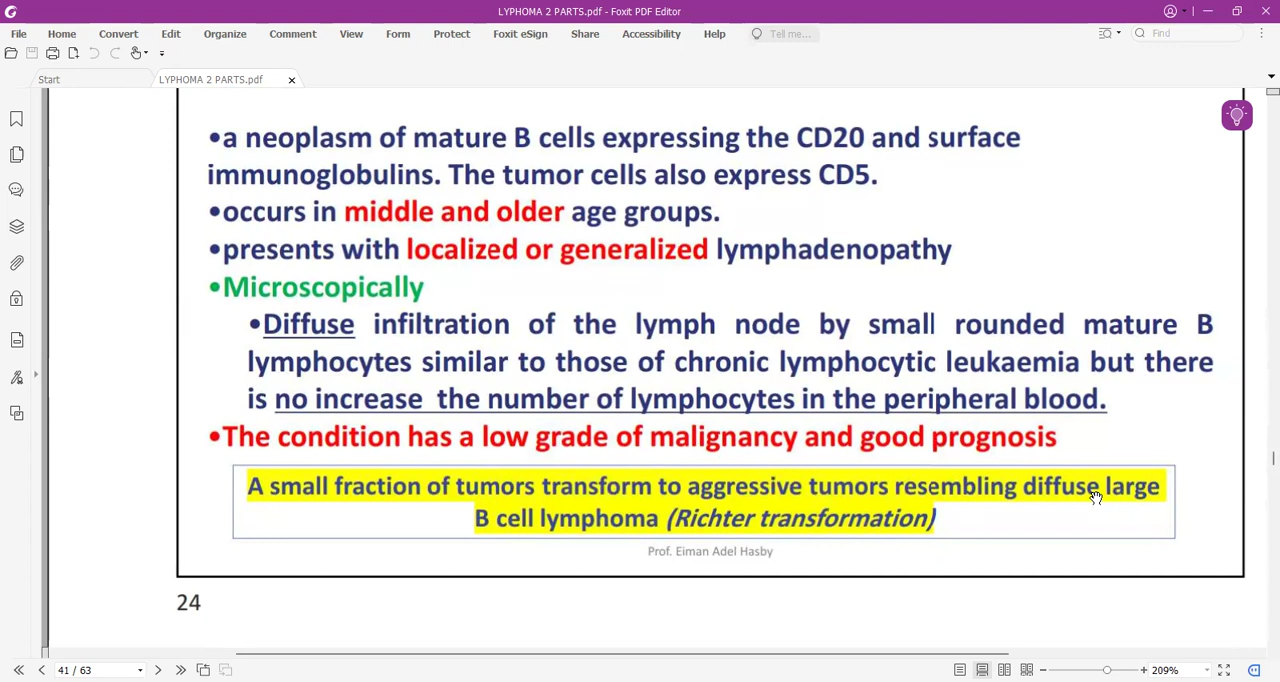 LYPHOMA 2 PARTS.pdf - Foxit PDF Editor
File Home Convert Edit Organize Comment View Form Protect Foxit eSign Share Accessibility Help Tell me... Find
Start LYPHOMA 2 PARTS.pdf
•a neoplasm of mature B cells expressing the CD20 and surface
immunoglobulins. The tumor cells also express CD5.
•occurs in middle and older age groups.
•presents with localized or generalized lymphadenopathy
•Microscopically
•Diffuse infiltration of the lymph node by small rounded mature B
lymphocytes similar to those of chronic lymphocytic leukaemia but there
is no increase the number of lymphocytes in the peripheral blood.
•The condition has a low grade of malignancy and good prognosis
A small fraction of tumors transform to aggressive tumors resembling diffuse large
B cell lymphoma (Richter transformation)
Prof. Eiman Adel Hasby
24
41 / 63 209%